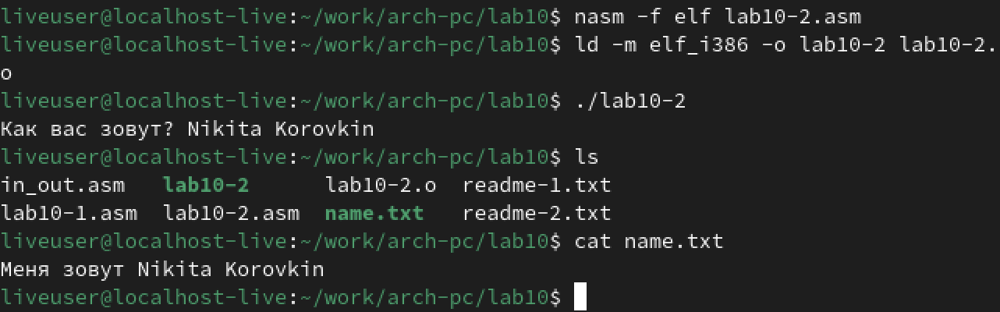 liveuser@localhost-live:~/work/arch-pc/lab10$ nasm -f elf lab10-2.asm
liveuser@localhost-live:~/work/arch-pc/lab10$ ld -m elf_i386 -o lab10-2 lab10-2.
o
liveuser@localhost-live:~/work/arch-pc/lab10$ ./lab10-2
Как вас зовут? Nikita Korovkin
liveuser@localhost-live:~/work/arch-pc/lab10$ ls
in_out.asm   lab10-2      lab10-2.o  readme-1.txt
lab10-1.asm  lab10-2.asm  name.txt   readme-2.txt
liveuser@localhost-live:~/work/arch-pc/lab10$ cat name.txt
Меня зовут Nikita Korovkin
liveuser@localhost-live:~/work/arch-pc/lab10$